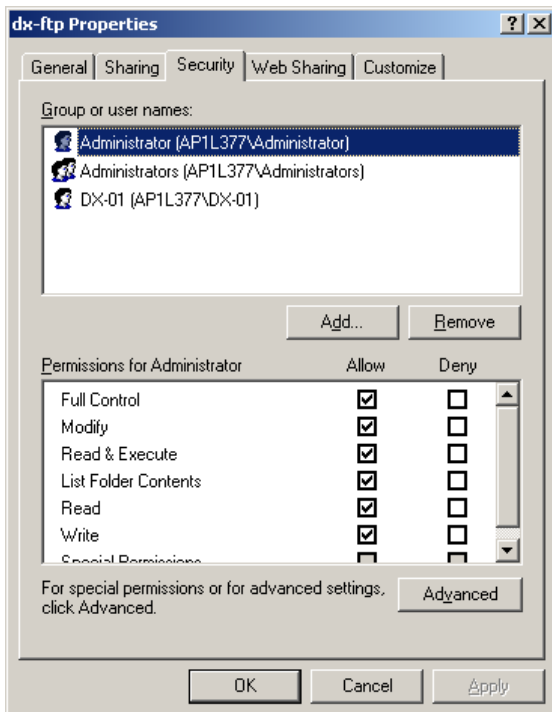 dx-ftp Properties
General Sharing Security Web Sharing Customize
Group or user names:
Administrator (AP1L377\Administrator)
Administrators (AP1L377\Administrators)
DX-01 (AP1L377\DX-01)
Add... Remove
Permissions for Administrator Allow Deny
Full Control
Modify
Read & Execute
List Folder Contents
Read
Write
Special Permissions
For special permissions or for advanced settings, Advanced
click Advanced.
OK Cancel Apply